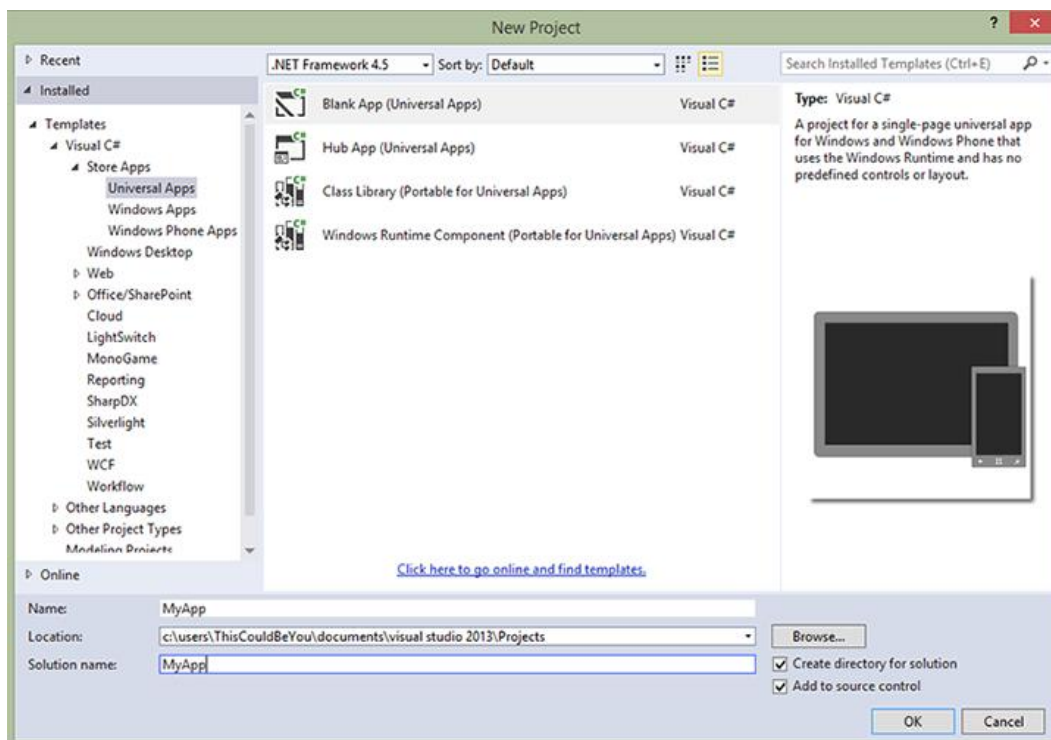 New Project
? ×
Recent
.NET Framework 4.5 Sort by: Default
Search Installed Templates (Ctrl+E)
Installed
Templates
Visual C#
Store Apps
Universal Apps
Windows Apps
Windows Phone Apps
Windows Desktop
Web
Office/SharePoint
Cloud
LightSwitch
MonoGame
Reporting
SharpDX
Silverlight
Test
WCF
Workflow
Other Languages
Other Project Types
Modeling Projects
Online
C# Blank App (Universal Apps) Visual C#
C# Hub App (Universal Apps) Visual C#
C# Class Library (Portable for Universal Apps) Visual C#
C# Windows Runtime Component (Portable for Universal Apps) Visual C#
Click here to go online and find templates.
Type: Visual C#
A project for a single-page universal app
for Windows and Windows Phone that
uses the Windows Runtime and has no
predefined controls or layout.
Name: MyApp
Location: c:\users\ThisCouldBeYou\documents\visual studio 2013\Projects Browse...
Solution name: MyApp
Create directory for solution
Add to source control
OK Cancel